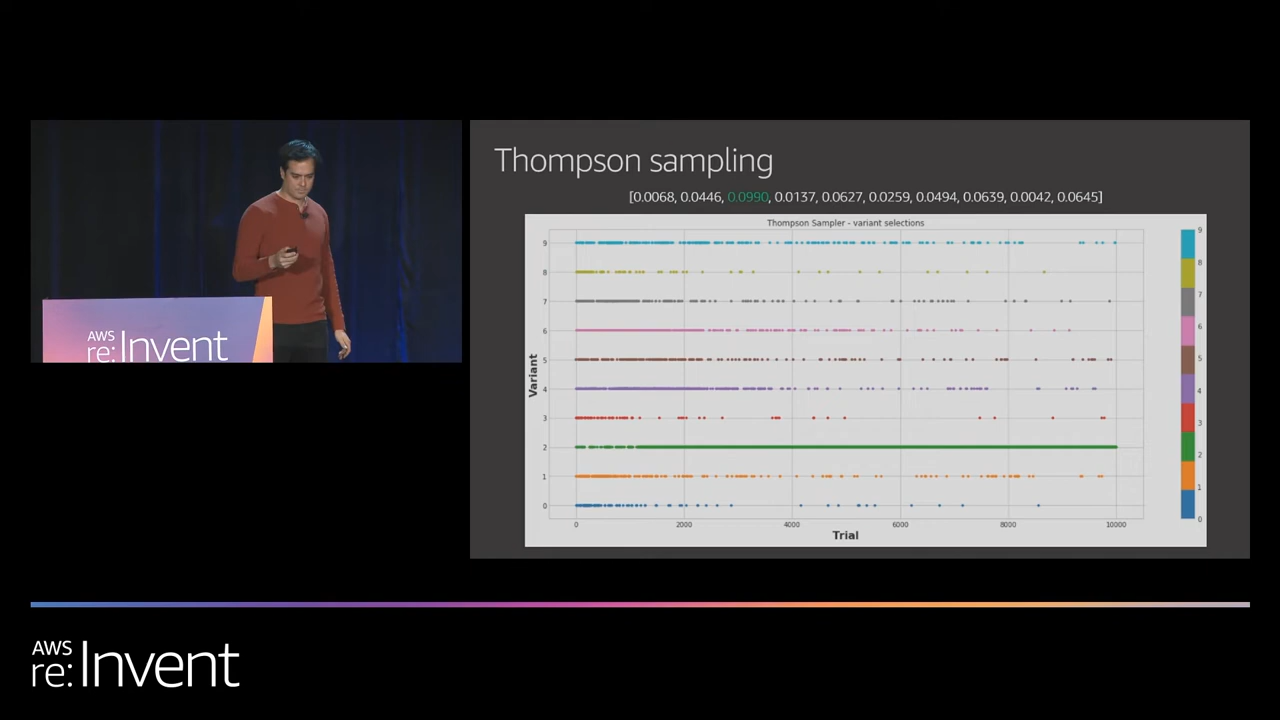 AWS
re:Invent
Thompson sampling
[0.0068, 0.0446, 0.0990, 0.0137, 0.0627, 0.0259, 0.0494, 0.0639, 0.0042, 0.0645]
Thompson Sampler - variant selections
9
8
7
6
5
4
3
2
1
0
Variant
0
2000
4000
6000
8000
10000
Trial
9
8
7
6
5
4
3
2
1
0
AWS
re:Invent